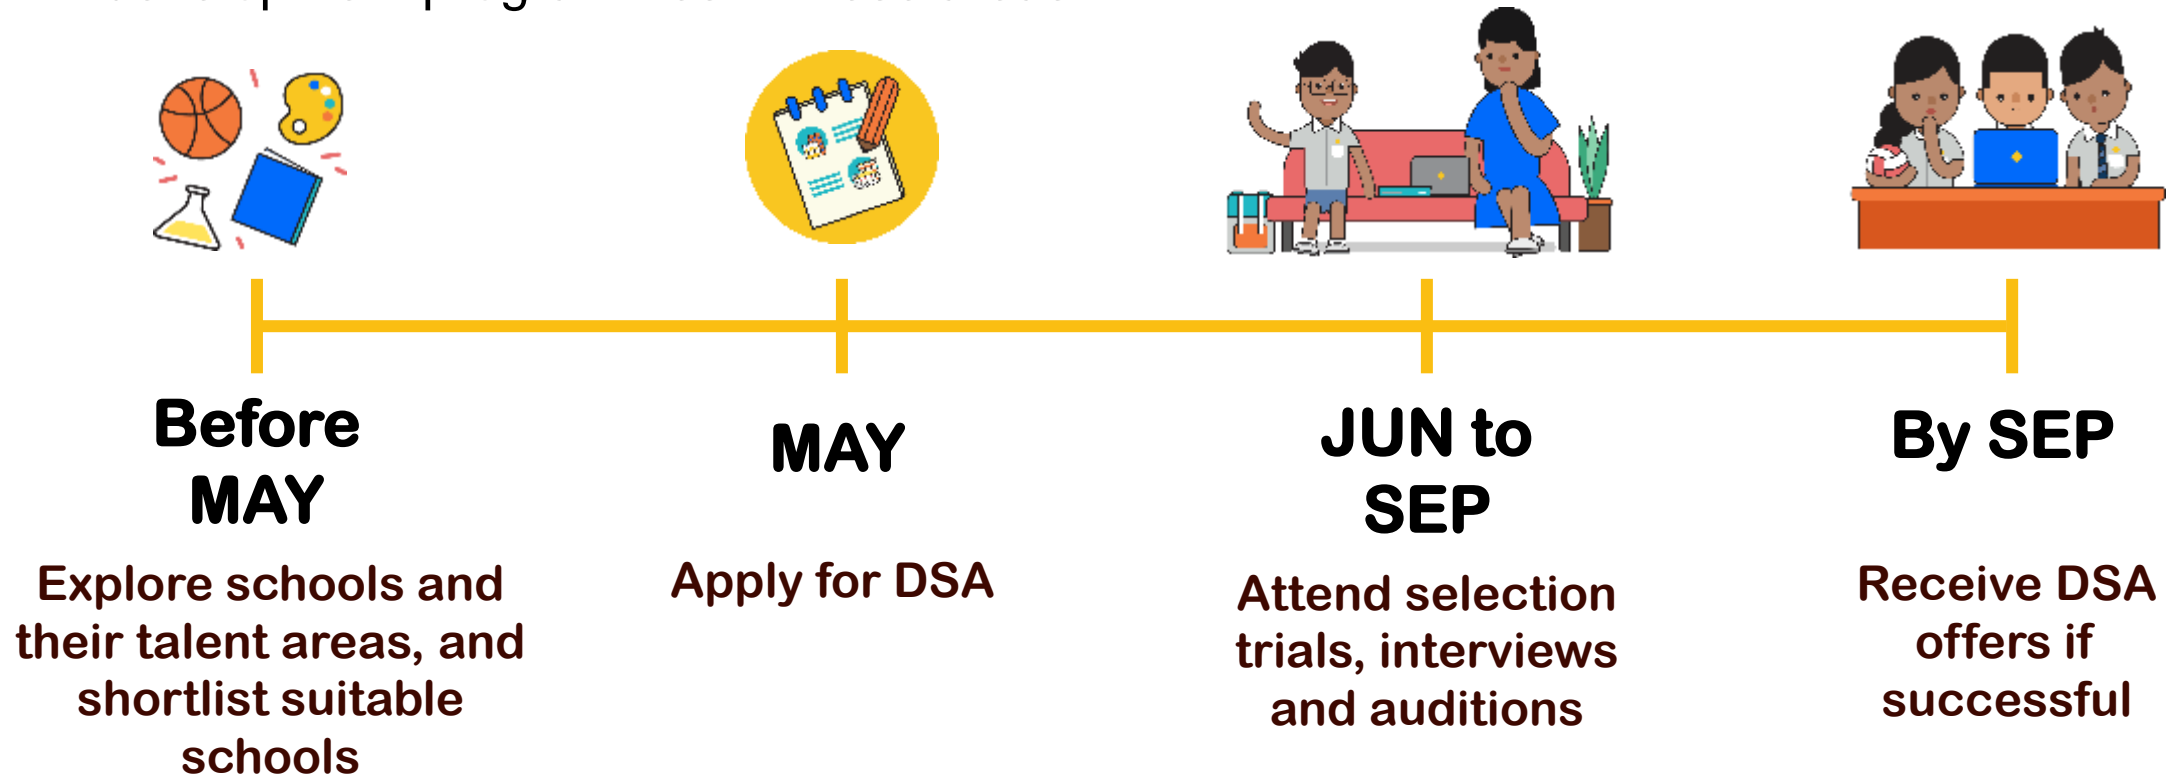 Before
MAY
Explore schools and
their talent areas, and
shortlist suitable
schools
MAY
Apply for DSA
JUN to
SEP
Attend selection
trials, interviews
and auditions
By SEP
Receive DSA
offers if
successful